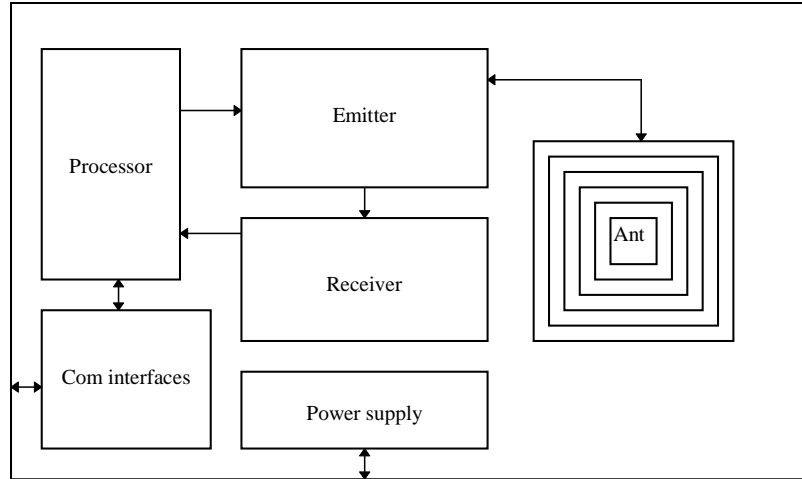 Emitter
Processor
Ant
Receiver
Com interfaces
Power supply